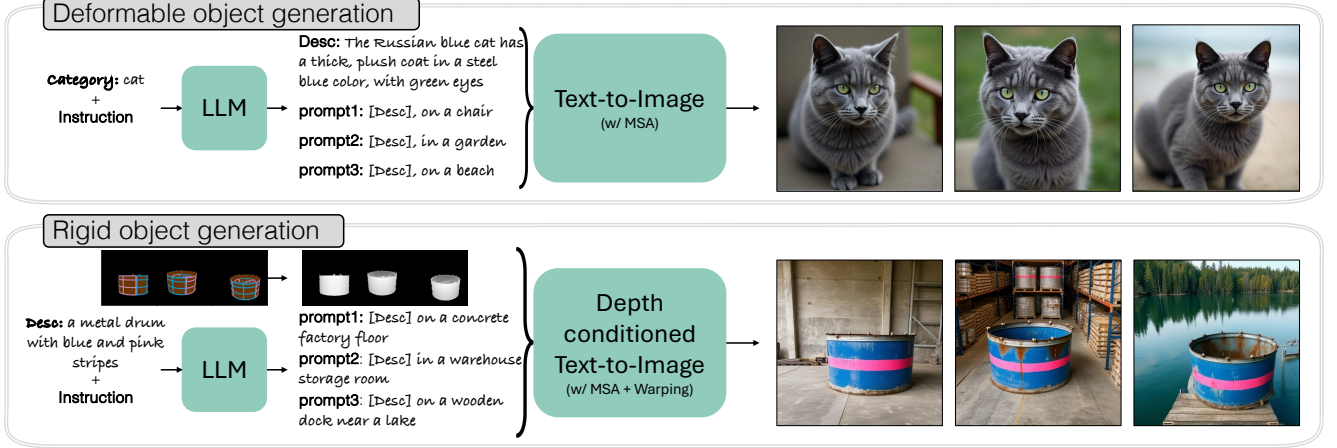 Deformable object generation
Category: cat
+
Instruction
LLM
Desc: The Russian blue cat has
a thick, plush coat in a steel
blue color, with green eyes
prompt1: [Desc], on a chair
prompt2: [Desc], in a garden
prompt3: [Desc], on a beach
Text-to-Image
(w/ MSA)
Rigid object generation
Desc: a metal drum
with blue and pink
stripes
+
Instruction
LLM
prompt1: [Desc] on a concrete
factory floor
prompt2: [Desc] in a warehouse
storage room
prompt3: [Desc] on a wooden
dock near a lake
Depth
conditioned
Text-to-Image
(w/ MSA + Warping)